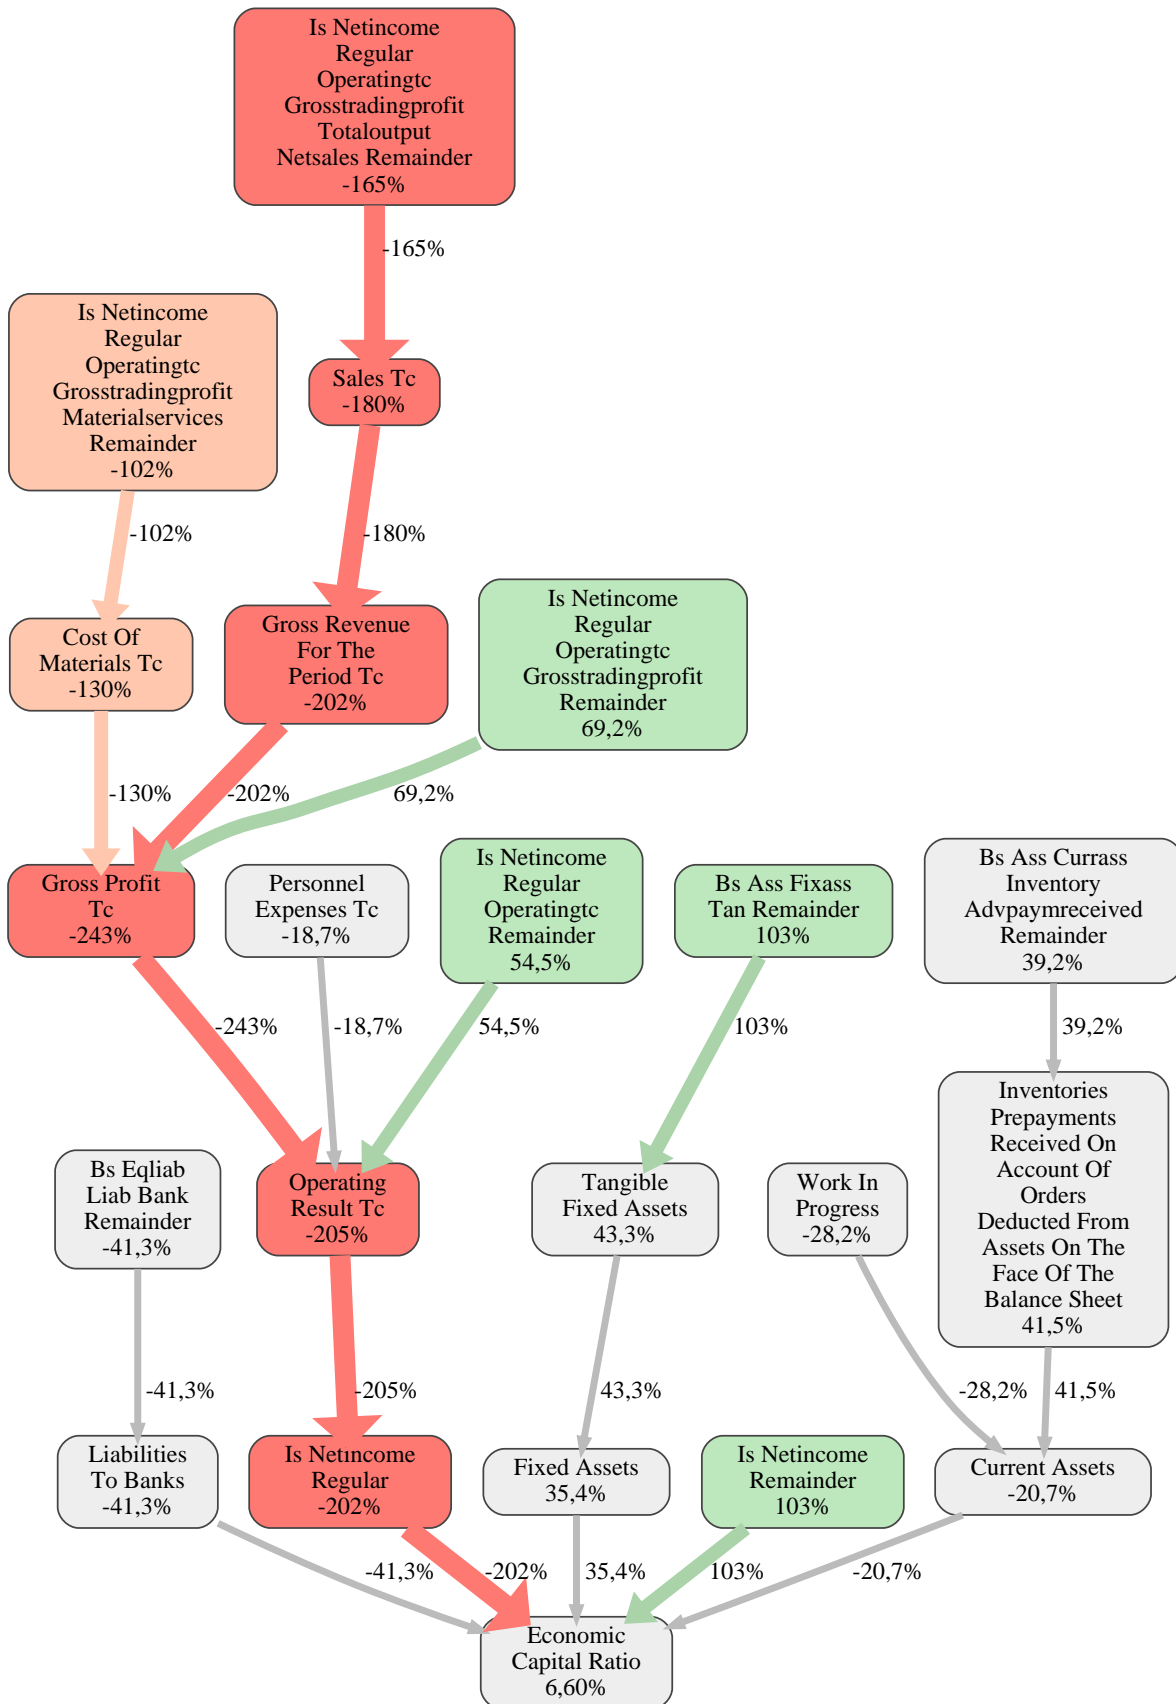 Is Netincome
Regular
Operatingtc
Grosstradingprofit
Totaloutput
Netsales Remainder
-165%
-165%
Is Netincome
Regular
Operatingtc
Grosstradingprofit
Materialservices
Remainder
-102%
Sales Tc
-180%
-102%
-180%
Cost Of
Materials Tc
-130%
Gross Revenue
For The
Period Tc
-202%
Is Netincome
Regular
Operatingtc
Grosstradingprofit
Remainder
69,2%
-130%
-202%
69,2%
Gross Profit
Tc
-243%
Personnel
Expenses Tc
-18,7%
Is Netincome
Regular
Operatingtc
Remainder
54,5%
Bs Ass Fixass
Tan Remainder
103%
Bs Ass Currass
Inventory
Advpaymreceived
Remainder
39,2%
-243%
-18,7%
54,5%
103%
39,2%
Bs Eqliab
Liab Bank
Remainder
-41,3%
Operating
Result Tc
-205%
Tangible
Fixed Assets
43,3%
Work In
Progress
-28,2%
Inventories
Prepayments
Received On
Account Of
Orders
Deducted From
Assets On The
Face Of The
Balance Sheet
41,5%
-41,3%
-205%
43,3%
-28,2%
41,5%
Liabilities
To Banks
-41,3%
Is Netincome
Regular
-202%
Fixed Assets
35,4%
Is Netincome
Remainder
103%
Current Assets
-20,7%
-41,3%
-202%
35,4%
103%
-20,7%
Economic
Capital Ratio
6,60%